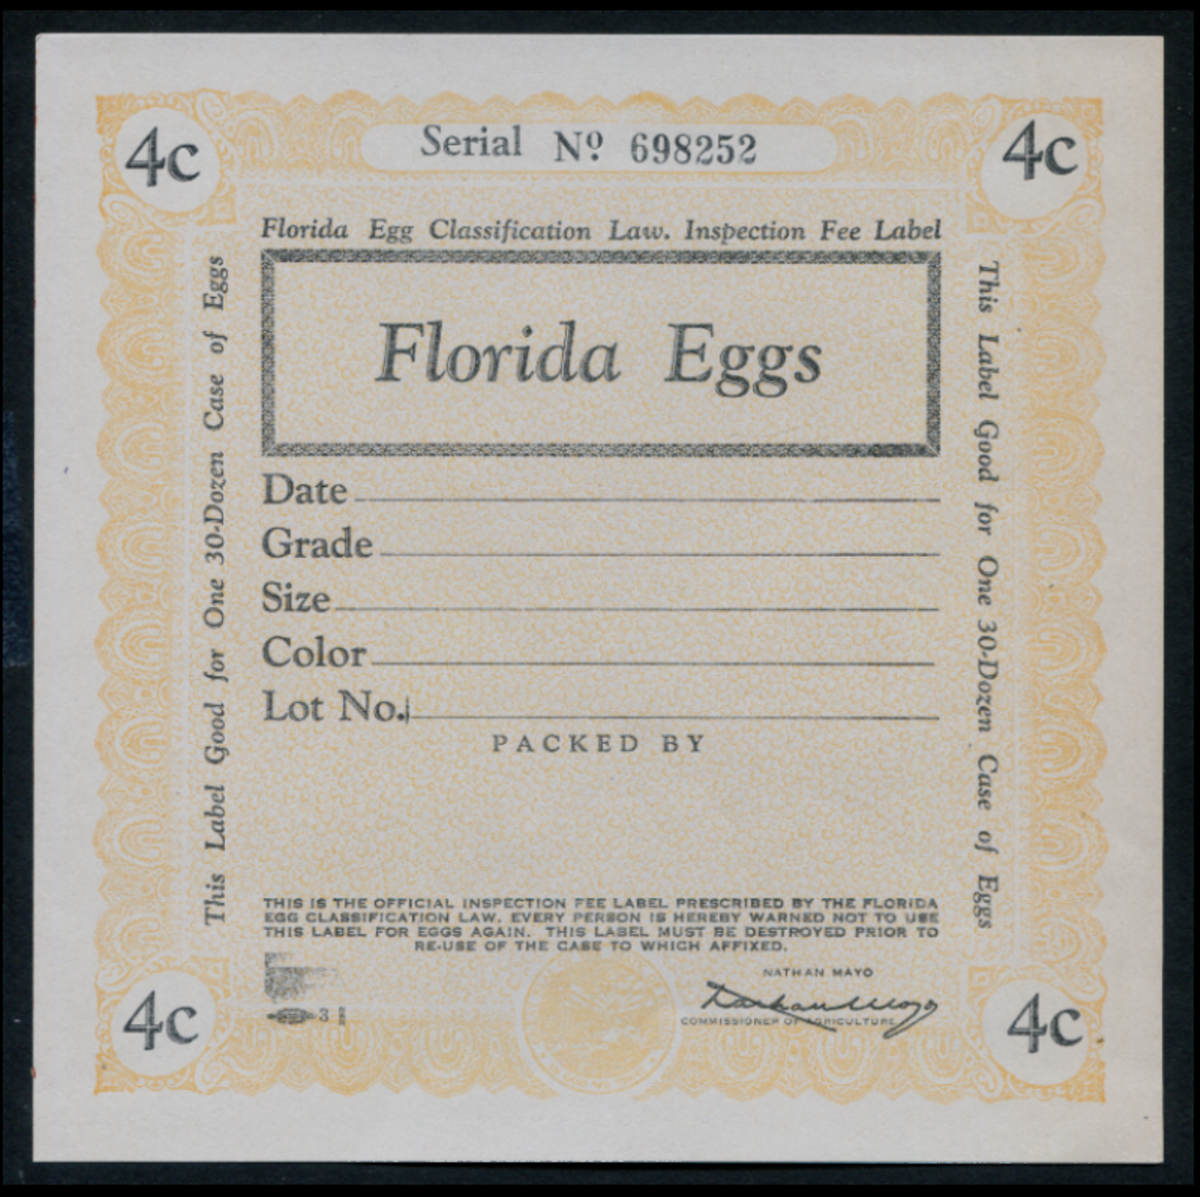 4c
Serial Nº 698252
4c
Florida Egg Classification Law. Inspection Fee Label
This Label Good for One 30-Dozen Case of Eggs
Florida Eggs
This Label Good for One 30-Dozen Case of Eggs
Date
Grade
Size
Color
Lot No.
PACKED BY
THIS IS THE OFFICIAL INSPECTION FEE LABEL PRESCRIBED BY THE FLORIDA
EGG CLASSIFICATION LAW. EVERY PERSON IS HEREBY WARNED NOT TO USE
THIS LABEL FOR EGGS AGAIN. THIS LABEL MUST BE DESTROYED PRIOR TO
RE-USE OF THE CASE TO WHICH AFFIXED.
NATHAN MAYO
Nathan Mayo
COMMISSIONER OF AGRICULTURE
3
4c
4c